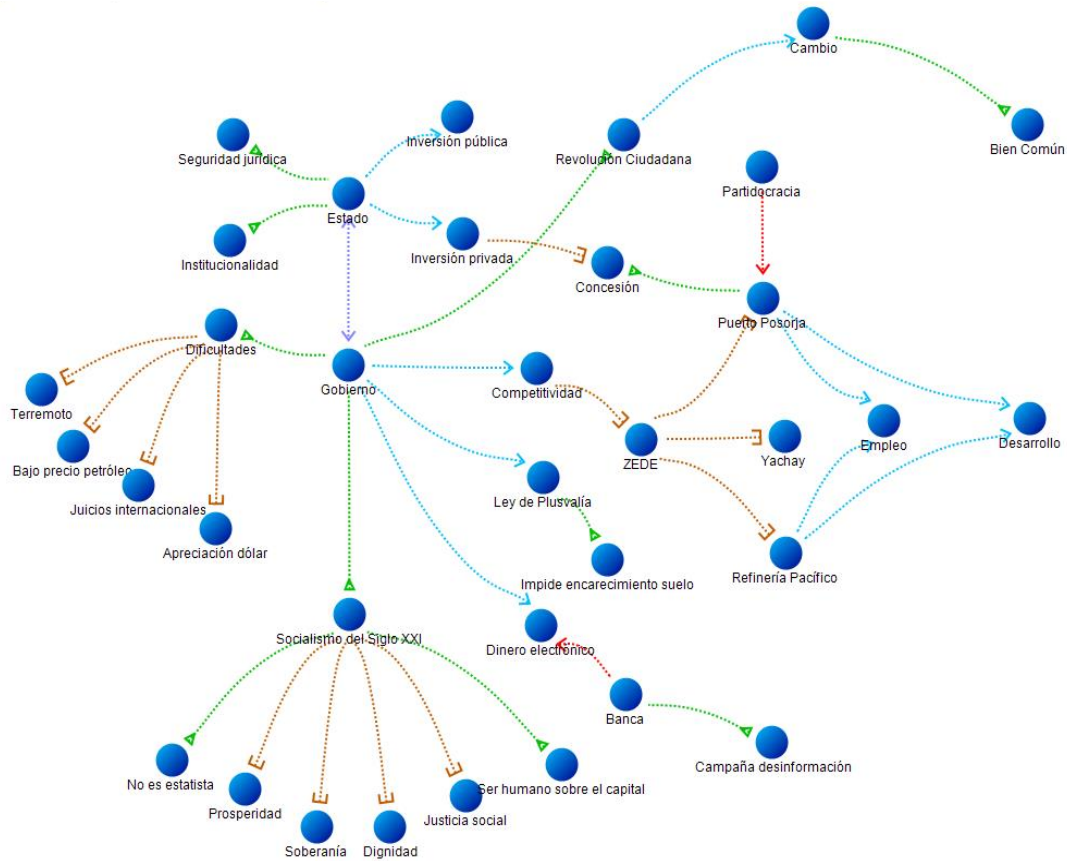 Cambio
Bien Común
Inversión pública
Seguridad jurídica
Revolución Ciudadana
Partidocracia
Estado
Institucionalidad
Inversión privada
Concesión
Puerto Posorja
Dificultades
Gobierno
Competitividad
Terremoto
Bajo precio petróleo
Juicios internacionales
Apreciación dólar
ZEDE
Yachay
Empleo
Desarrollo
Ley de Plusvalía
Impide encarecimiento suelo
Refinería Pacífico
Socialismo del Siglo XXI
Dinero electrónico
Banca
Campaña desinformación
No es estatista
Prosperidad
Soberanía
Dignidad
Justicia social
Ser humano sobre el capital